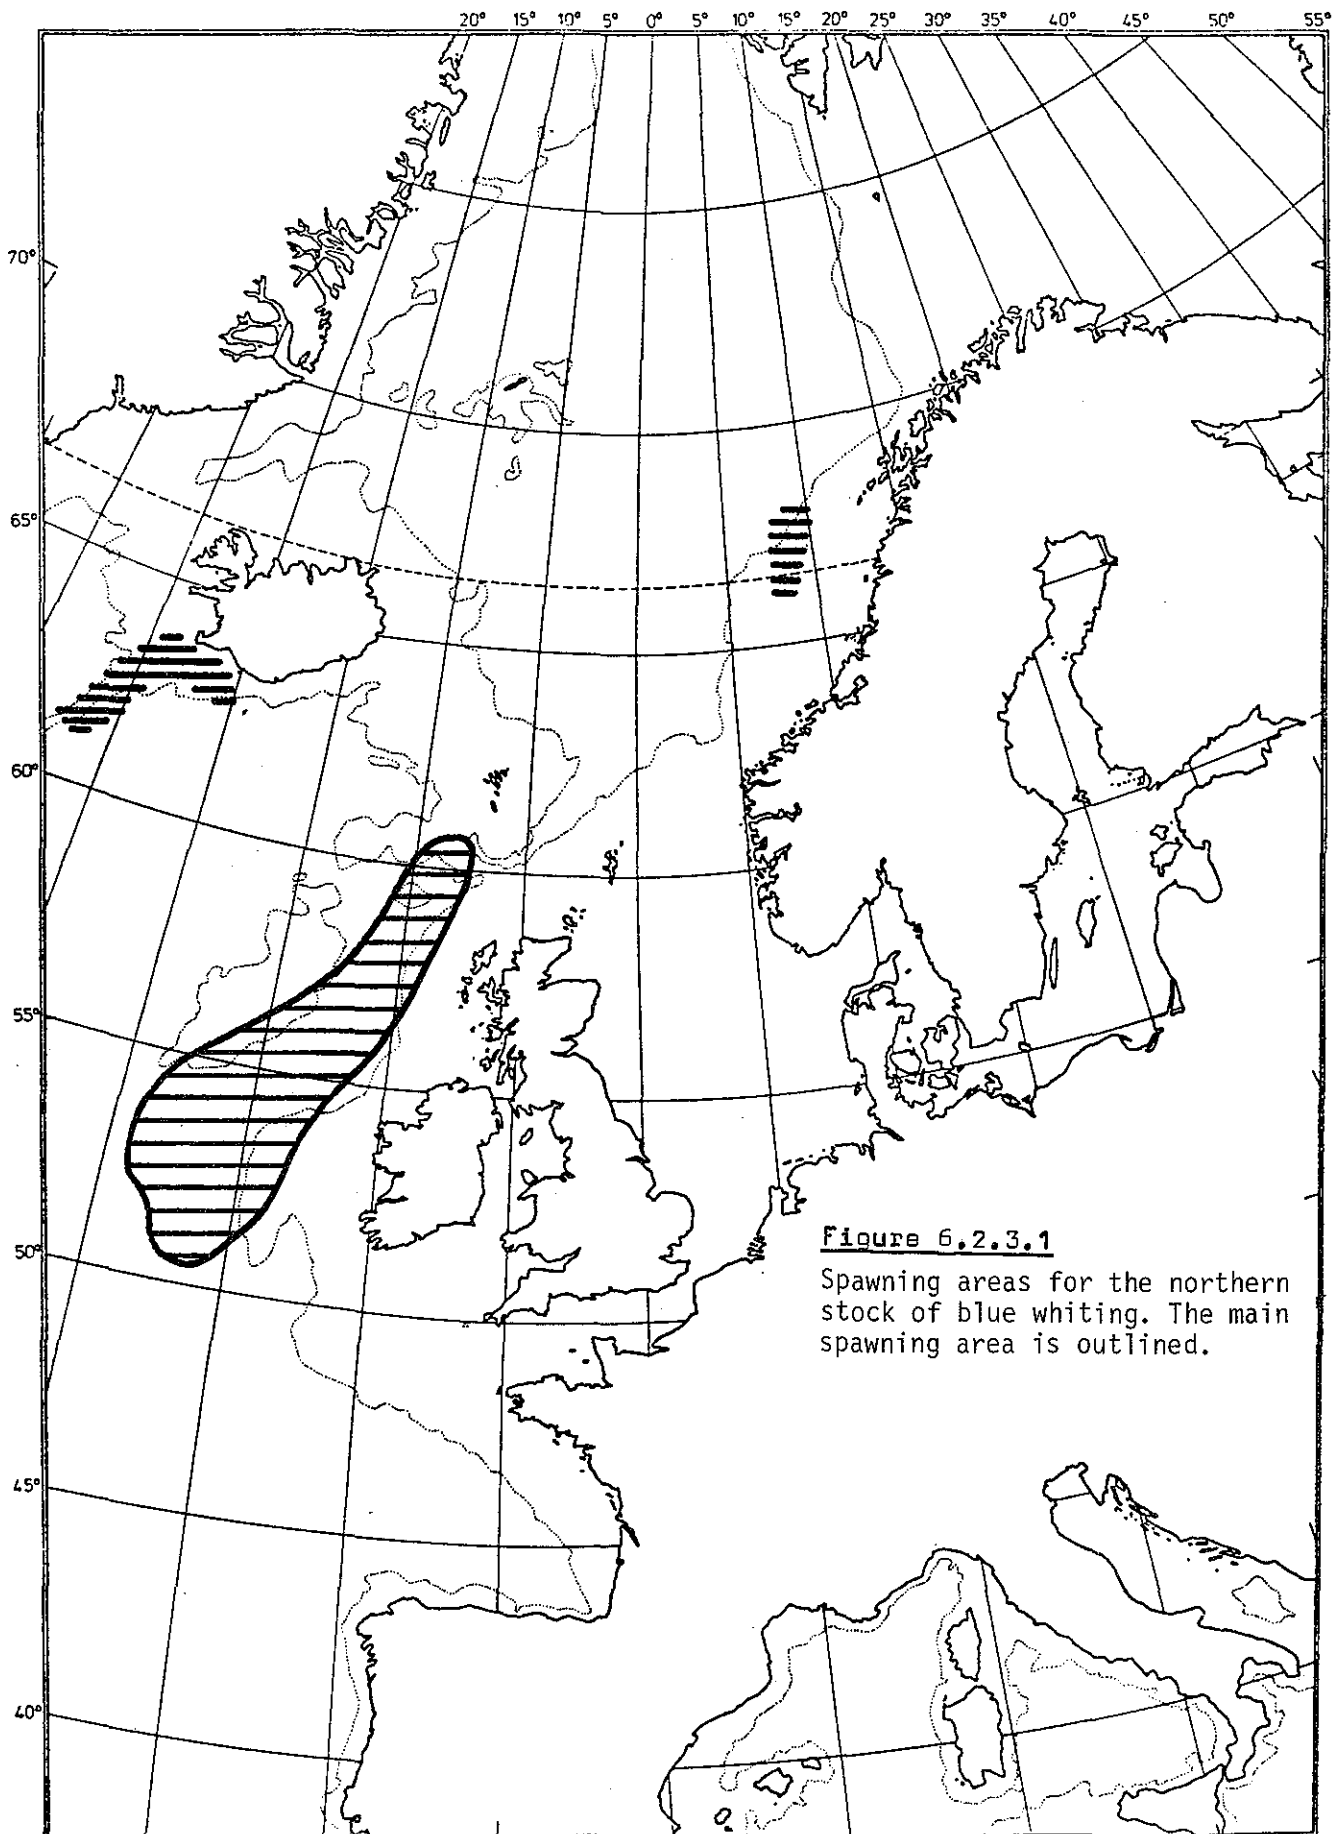 20° 15° 10° 5° 0° 5° 10° 15° 20° 25° 30° 35° 40° 45° 50° 55°
70°
65°
60°
55°
50°
45°
40°
Figure 6.2.3.1
Spawning areas for the northern
stock of blue whiting. The main
spawning area is outlined.